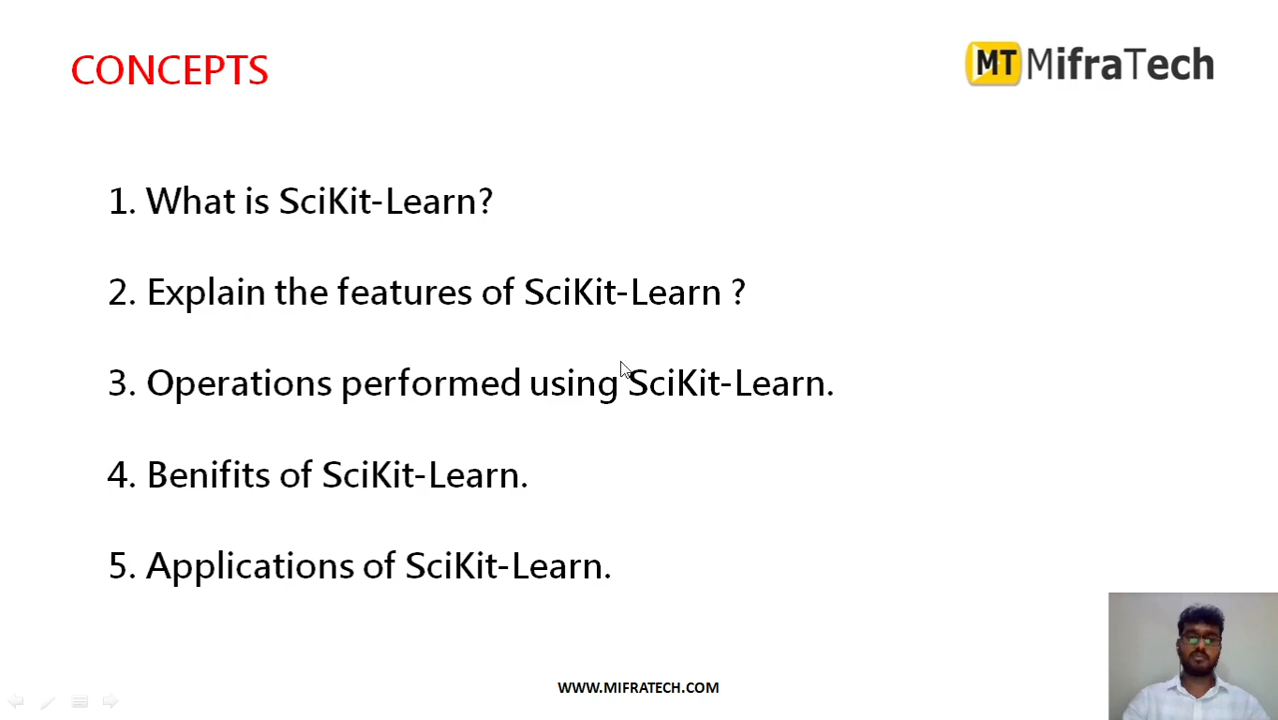 CONCEPTS
MT MifraTech
1. What is SciKit-Learn?
2. Explain the features of SciKit-Learn ?
3. Operations performed using SciKit-Learn.
4. Benifits of SciKit-Learn.
5. Applications of SciKit-Learn.
WWW.MIFRATECH.COM